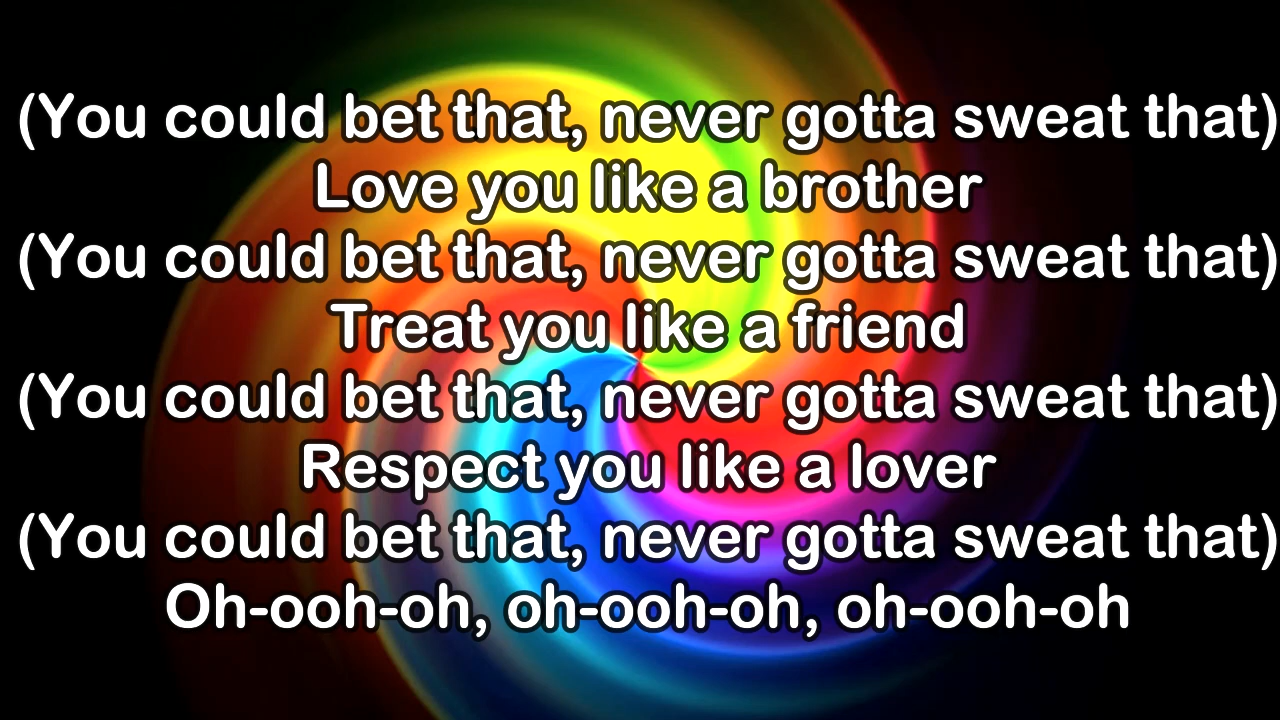 (You could bet that, never gotta sweat that)
Love you like a brother
(You could bet that, never gotta sweat that)
Treat you like a friend
(You could bet that, never gotta sweat that)
Respect you like a lover
(You could bet that, never gotta sweat that)
Oh-ooh-oh, oh-ooh-oh, oh-ooh-oh